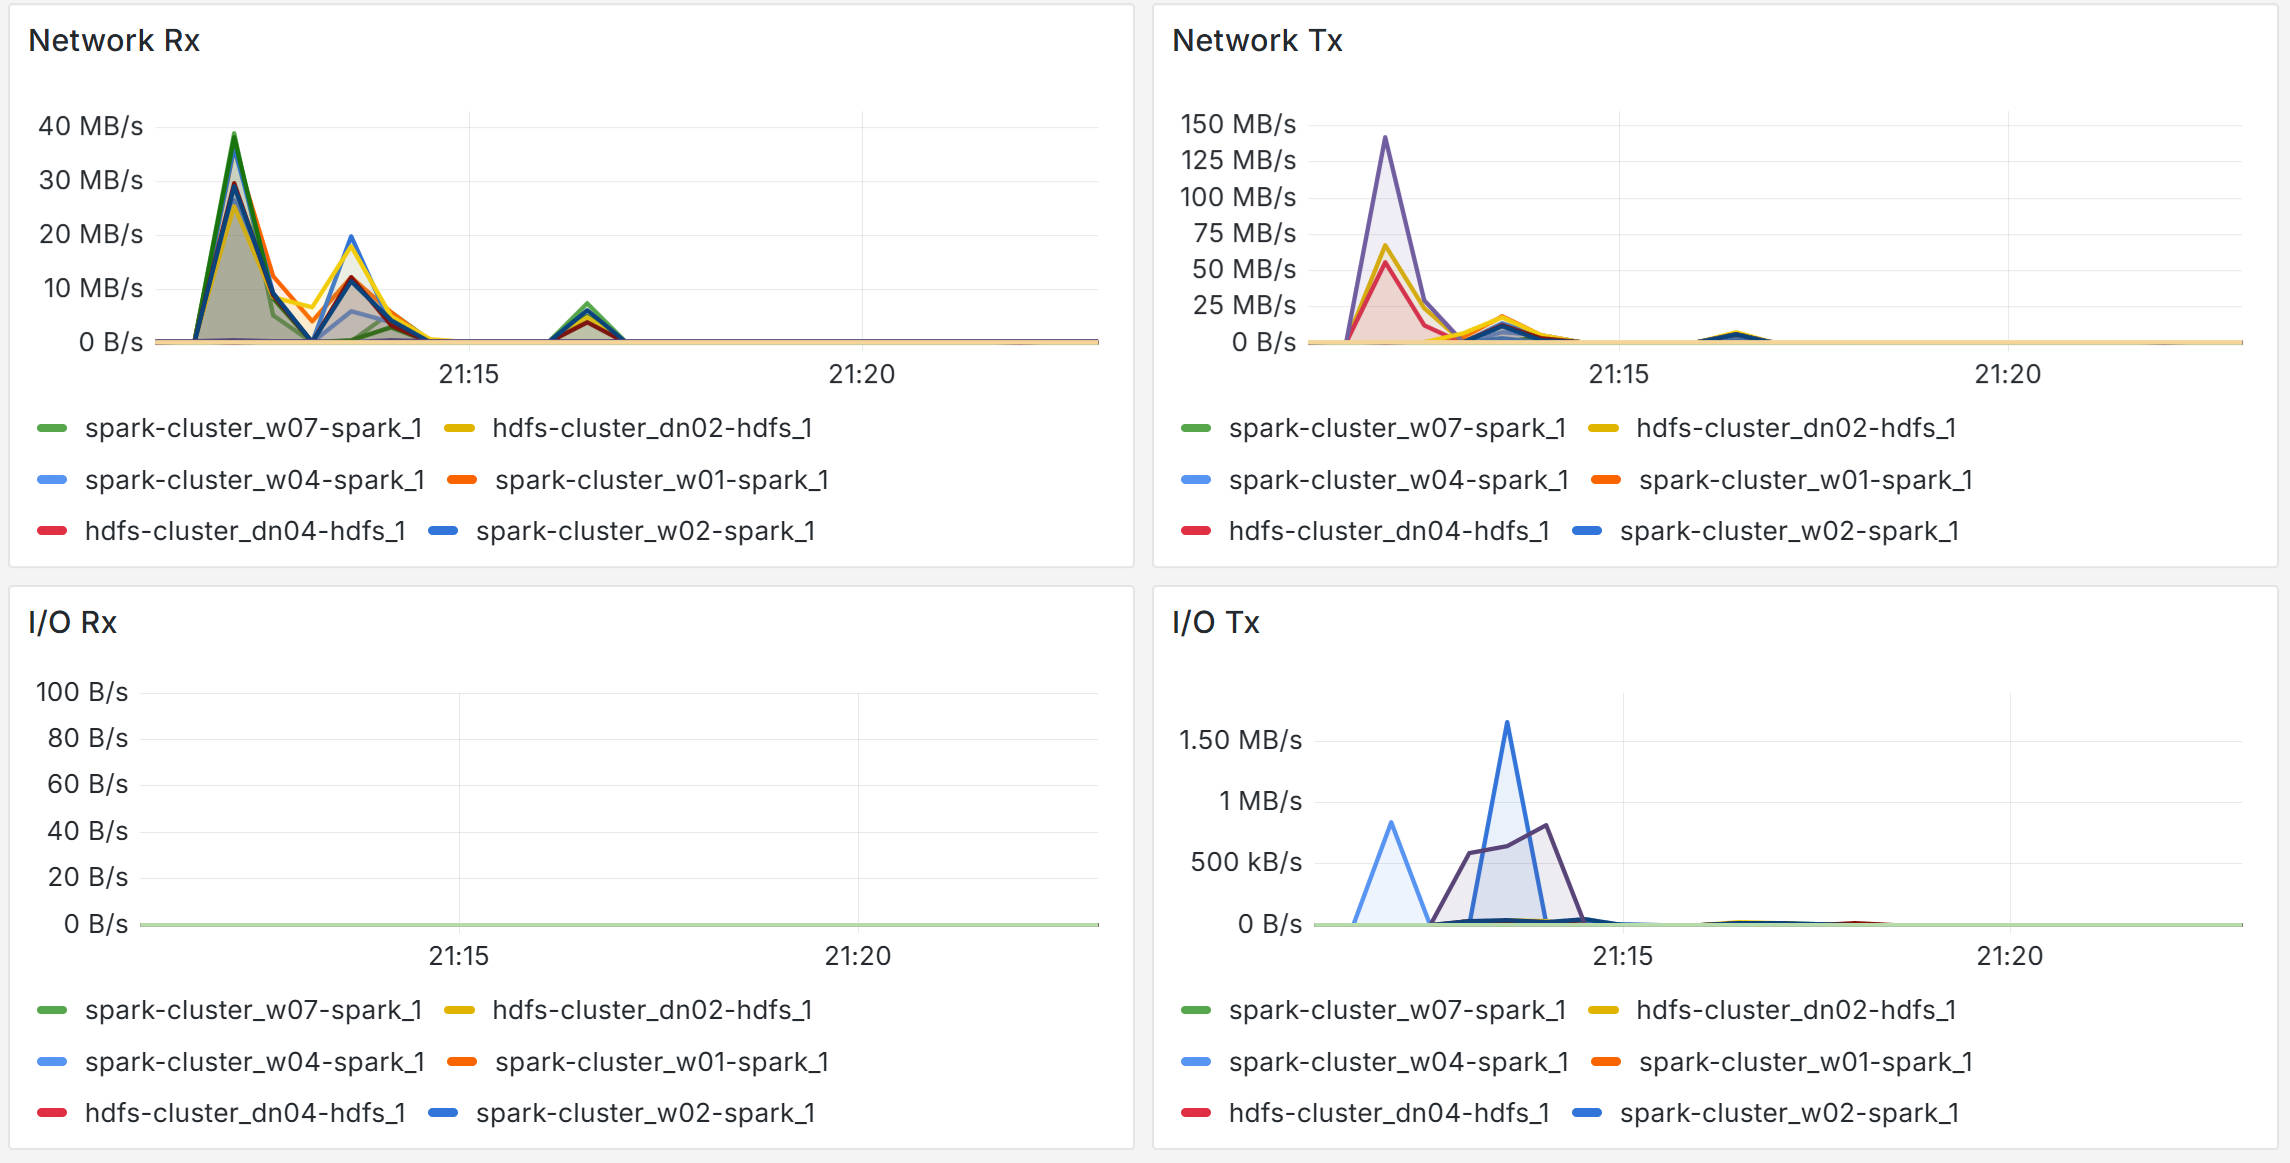 Network Rx
40 MB/s
30 MB/s
20 MB/s
10 MB/s
0 B/s
21:15 21:20
spark-cluster_w07-spark_1 hdfs-cluster_dn02-hdfs_1
spark-cluster_w04-spark_1 spark-cluster_w01-spark_1
hdfs-cluster_dn04-hdfs_1 spark-cluster_w02-spark_1
Network Tx
150 MB/s
125 MB/s
100 MB/s
75 MB/s
50 MB/s
25 MB/s
0 B/s
21:15 21:20
spark-cluster_w07-spark_1 hdfs-cluster_dn02-hdfs_1
spark-cluster_w04-spark_1 spark-cluster_w01-spark_1
hdfs-cluster_dn04-hdfs_1 spark-cluster_w02-spark_1
I/O Rx
100 B/s
80 B/s
60 B/s
40 B/s
20 B/s
0 B/s
21:15 21:20
spark-cluster_w07-spark_1 hdfs-cluster_dn02-hdfs_1
spark-cluster_w04-spark_1 spark-cluster_w01-spark_1
hdfs-cluster_dn04-hdfs_1 spark-cluster_w02-spark_1
I/O Tx
1.50 MB/s
1 MB/s
500 kB/s
0 B/s
21:15 21:20
spark-cluster_w07-spark_1 hdfs-cluster_dn02-hdfs_1
spark-cluster_w04-spark_1 spark-cluster_w01-spark_1
hdfs-cluster_dn04-hdfs_1 spark-cluster_w02-spark_1